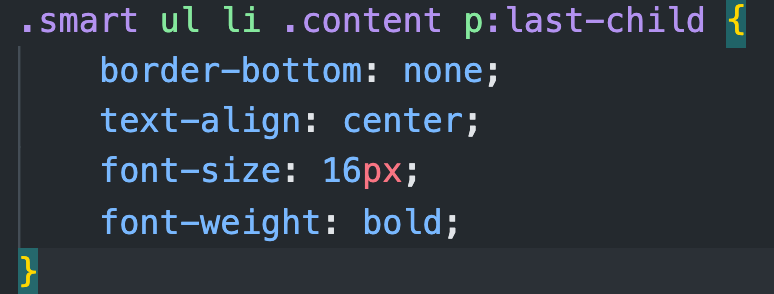 .smart ul li .content p:last-child {
    border-bottom: none;
    text-align: center;
    font-size: 16px;
    font-weight: bold;
}